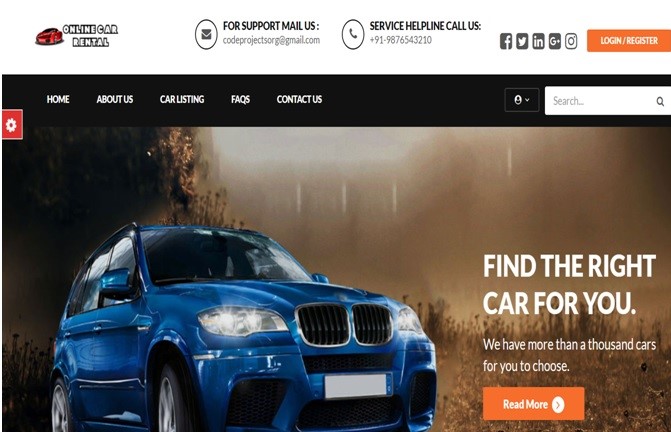 ONLINE CAR
RENTAL
FOR SUPPORT MAIL US :
codeprojectsorg@gmail.com
SERVICE HELPLINE CALL US:
+91-9876543210
LOGIN / REGISTER
HOME
ABOUT US
CAR LISTING
FAQS
CONTACT US
Search...
FIND THE RIGHT
CAR FOR YOU.
We have more than a thousand cars
for you to choose.
Read More